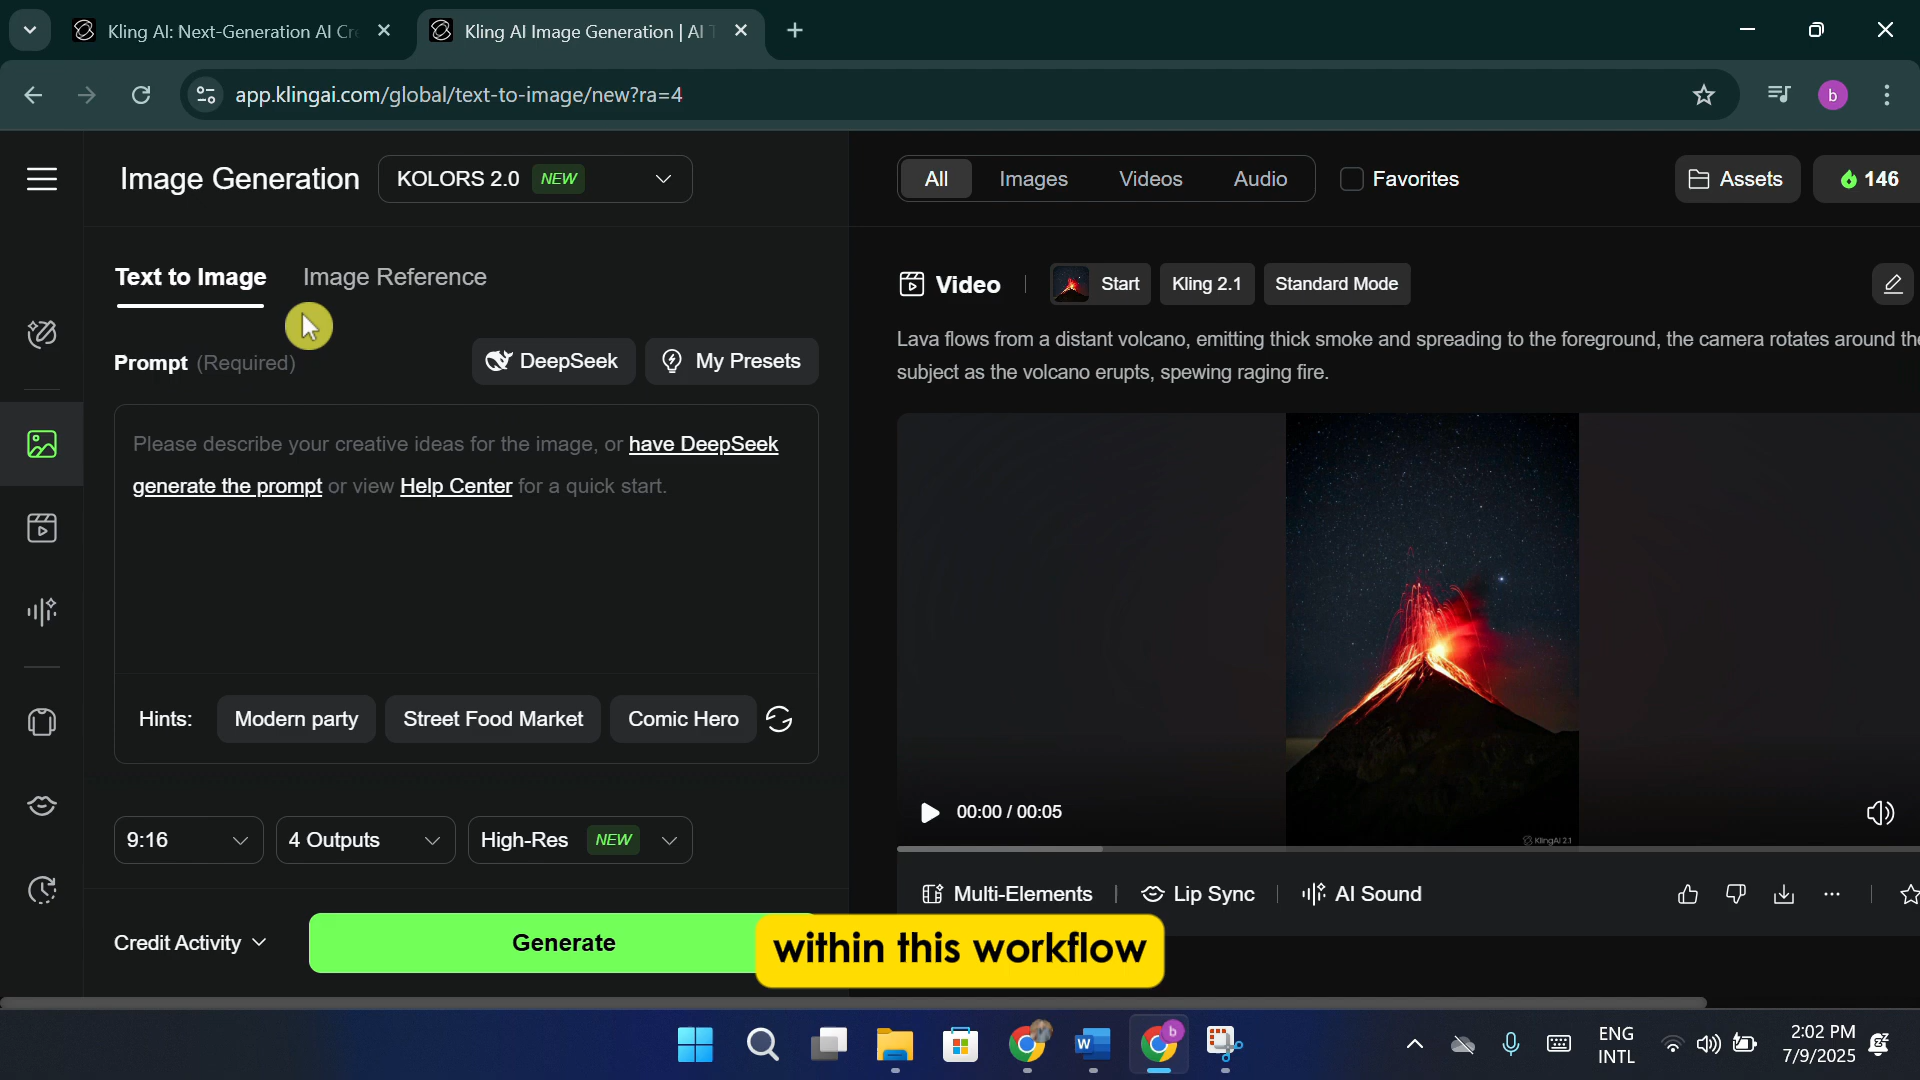 Kling AI: Next-Generation AI Cr
Kling AI Image Generation | AI T
app.klingai.com/global/text-to-image/new?ra=4
b
Image Generation
KOLORS 2.0 NEW
All
Images
Videos
Audio
Favorites
Assets
146
Text to Image
Image Reference
Prompt (Required)
DeepSeek
My Presets
Please describe your creative ideas for the image, or have DeepSeek
generate the prompt or view Help Center for a quick start.
Hints:
Modern party
Street Food Market
Comic Hero
9:16
4 Outputs
High-Res NEW
Credit Activity
Generate
Video
Start
Kling 2.1
Standard Mode
Lava flows from a distant volcano, emitting thick smoke and spreading to the foreground, the camera rotates around the
subject as the volcano erupts, spewing raging fire.
KlingAI 2.1
00:00 / 00:05
Multi-Elements
Lip Sync
AI Sound
within this workflow
W
b
ENG
INTL
2:02 PM
7/9/2025